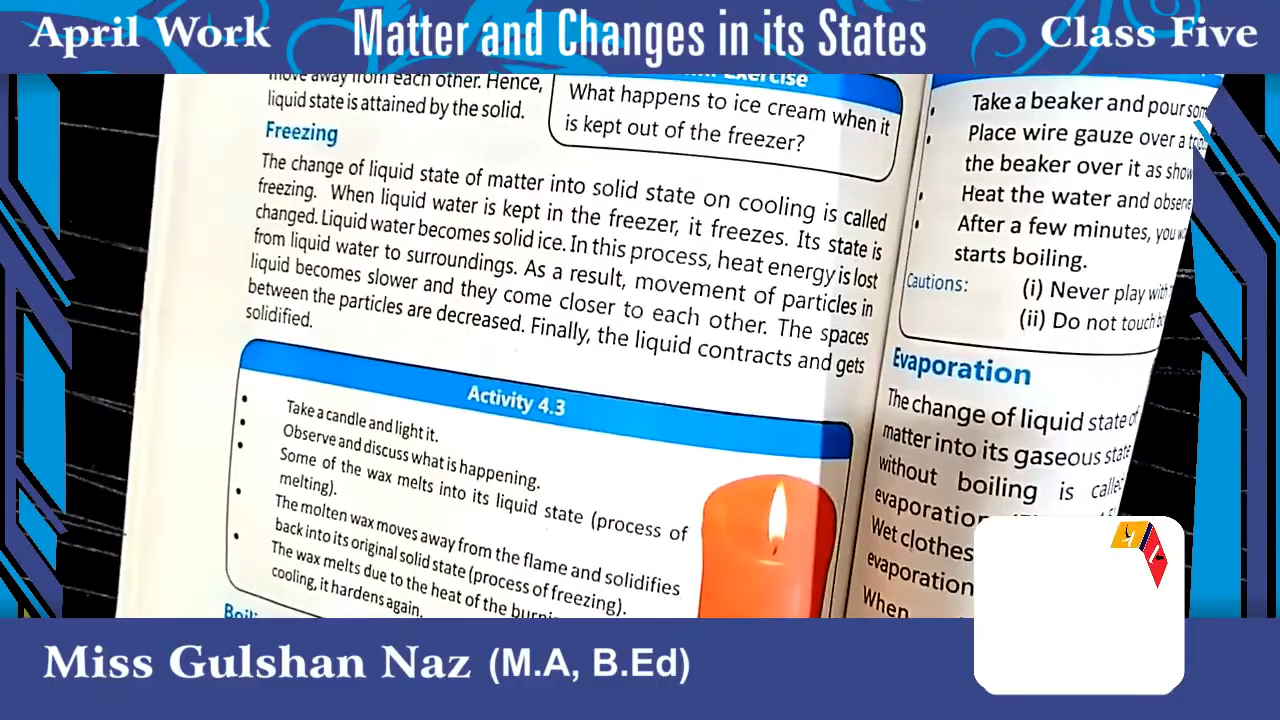 April Work
Matter and Changes in its States
Class Five
move away from each other. Hence,
liquid state is attained by the solid.
Exercise
What happens to ice cream when it
is kept out of the freezer?
Freezing
The change of liquid state of matter into solid state on cooling is called
freezing. When liquid water is kept in the freezer, it freezes. Its state is
changed. Liquid water becomes solid ice. In this process, heat energy is lost
from liquid water to surroundings. As a result, movement of particles in
liquid becomes slower and they come closer to each other. The spaces
between the particles are decreased. Finally, the liquid contracts and gets
solidified.
Activity 4.3
• Take a candle and light it.
• Observe and discuss what is happening.
• Some of the wax melts into its liquid state (process of
melting).
• The molten wax moves away from the flame and solidifies
back into its original solid state (process of freezing).
• The wax melts due to the heat of the
cooling, it hardens again.
• Take a beaker and pour
• Place wire gauze over a
the beaker over it as
• Heat the water and
• After a few minutes, you
starts boiling.
Cautions: (i) Never play
(ii) Do not touch
Evaporation
The change of liquid state of
matter into its gaseous state
without boiling is
evaporation
Wet clothes
evaporation
When
Miss Gulshan Naz (M.A, B.Ed)